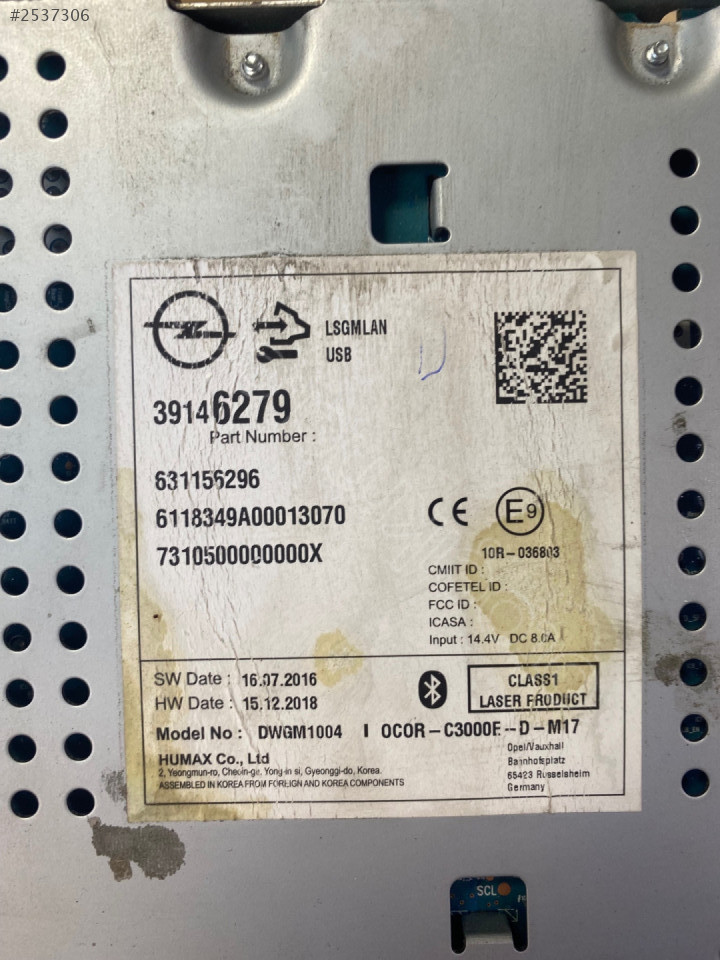 #2537306
LSGMLAN
USB
39146279
Part Number :
631156296
6118349A00013070
7310500000000X
CE
E9
10R-036803
CMIIT ID :
COFETEL ID :
FCC ID :
ICASA :
Input : 14.4V DC 8.0A
SW Date : 16.07.2016
HW Date : 15.12.2018
CLASS1
LASER PRODUCT
Model No : DWGM1004 I OCOR-C3000E--D-M17
HUMAX Co., Ltd
2, Yeongmun-ro, Cheoin-gu, Yong-in si, Gyeonggi-do, Korea.
ASSEMBLED IN KOREA FROM FOREIGN AND KOREA COMPONENTS
Opel/Vauxhall
Bahnhofsplatz
65423 Russelsheim
Germany
SCL